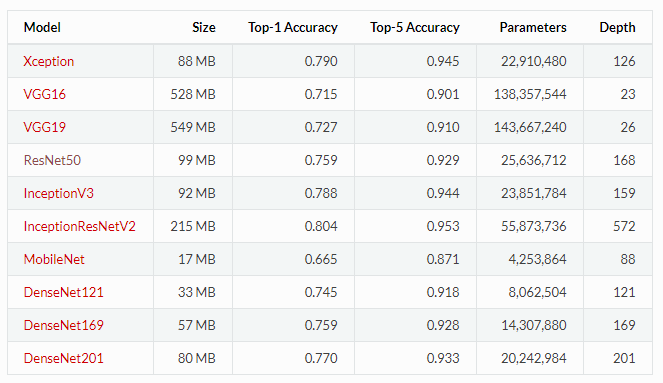 Model Size Top-1 Accuracy Top-5 Accuracy Parameters Depth
Xception 88 MB 0.790 0.945 22,910,480 126
VGG16 528 MB 0.715 0.901 138,357,544 23
VGG19 549 MB 0.727 0.910 143,667,240 26
ResNet50 99 MB 0.759 0.929 25,636,712 168
InceptionV3 92 MB 0.788 0.944 23,851,784 159
InceptionResNetV2 215 MB 0.804 0.953 55,873,736 572
MobileNet 17 MB 0.665 0.871 4,253,864 88
DenseNet121 33 MB 0.745 0.918 8,062,504 121
DenseNet169 57 MB 0.759 0.928 14,307,880 169
DenseNet201 80 MB 0.770 0.933 20,242,984 201